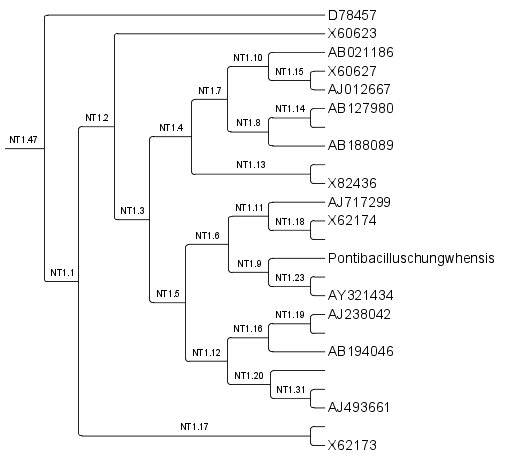 D78457
X60623
AB021186
NT1.10
X60627
NT1.15
AJ012667
NT1.7
AB127980
NT1.14
NT1.2
NT1.8
NT1.4
NT1.47
AB188089
NT1.13
X82436
AJ717299
NT1.11
NT1.3
X62174
NT1.18
NT1.6
Pontibacilluschungwhensis
NT1.9
NT1.1
NT1.23
AY321434
NT1.5
AJ238042
NT1.19
NT1.16
AB194046
NT1.12
NT1.20
NT1.31
AJ493661
NT1.17
X62173